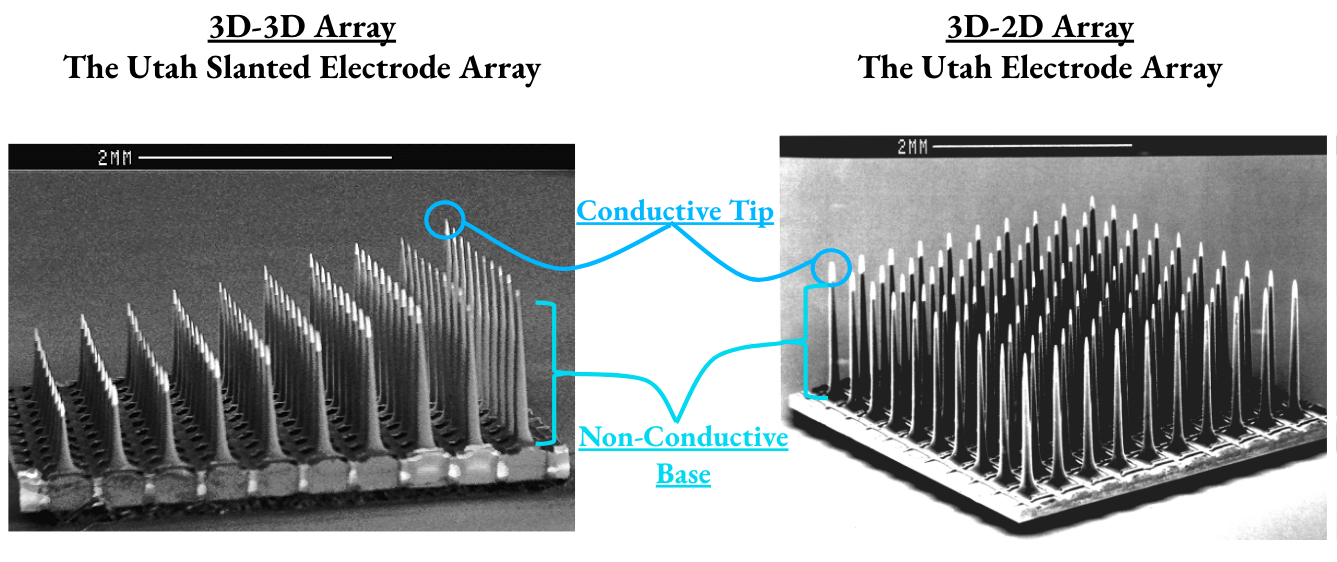 3D-3D Array
The Utah Slanted Electrode Array
3D-2D Array
The Utah Electrode Array
2MM
2MM
Conductive Tip
Non-Conductive
Base